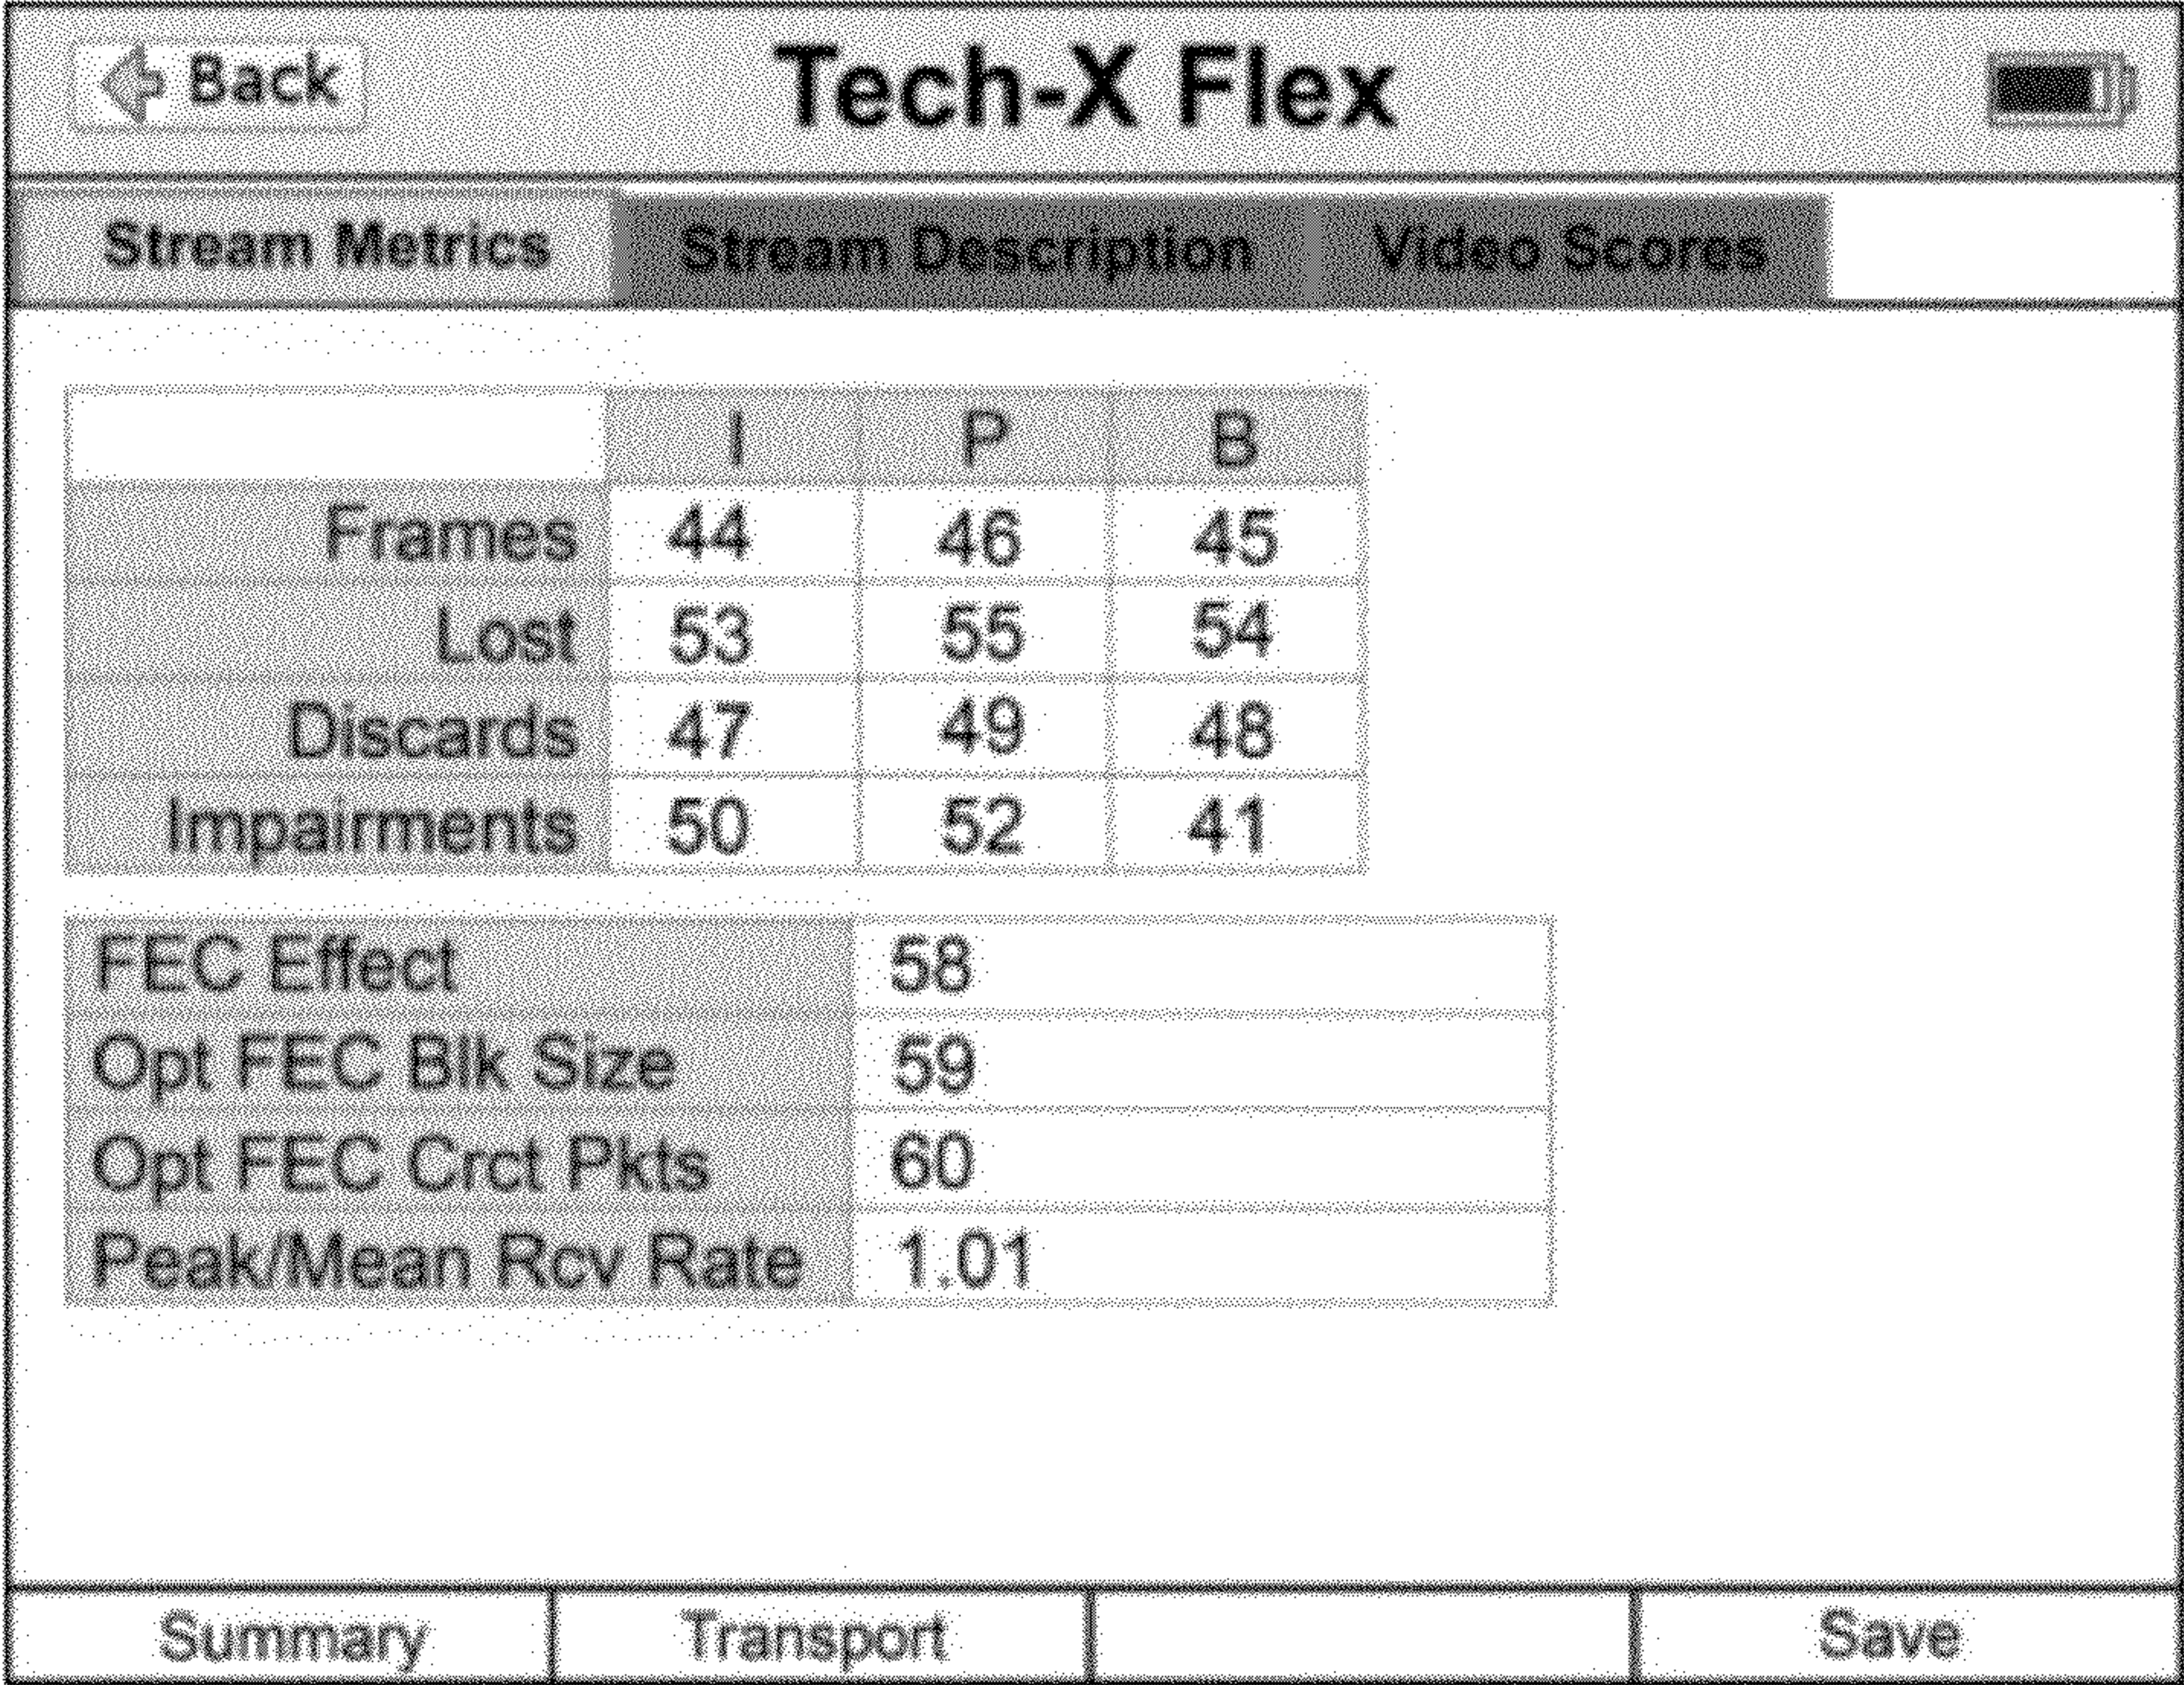 Back Tech-X Flex
Stream Metrics Stream Description Video Scores
I P B
Frames 44 46 45
Lost 53 55 54
Discards 47 49 48
Impairments 50 52 41
FEC Effect 58
Opt FEC Blk Size 59
Opt FEC Crct Pkts 60
Peak/Mean Rcv Rate 1.01
Summary Transport Save